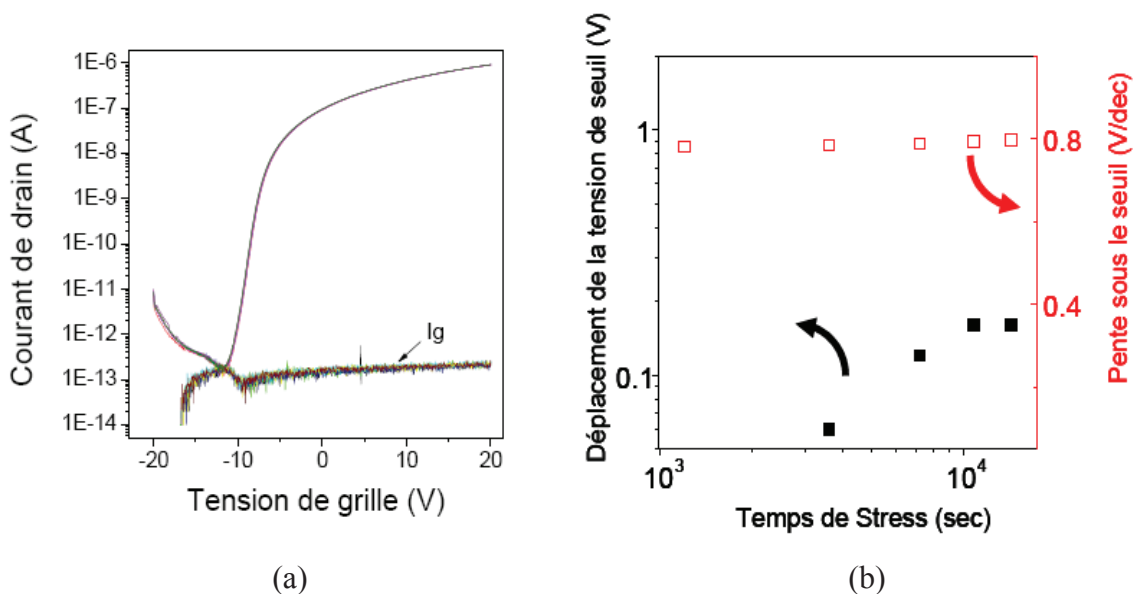 Courant de drain (A)
1E-6
1E-7
1E-8
1E-9
1E-10
1E-11
1E-12
1E-13
1E-14
Ig
-20
-10
0
10
20
Tension de grille (V)
(a)
Déplacement de la tension de seuil (V)
1
0.1
0.8
0.4
Pente sous le seuil (V/dec)
10³
10⁴
Temps de Stress (sec)
(b)